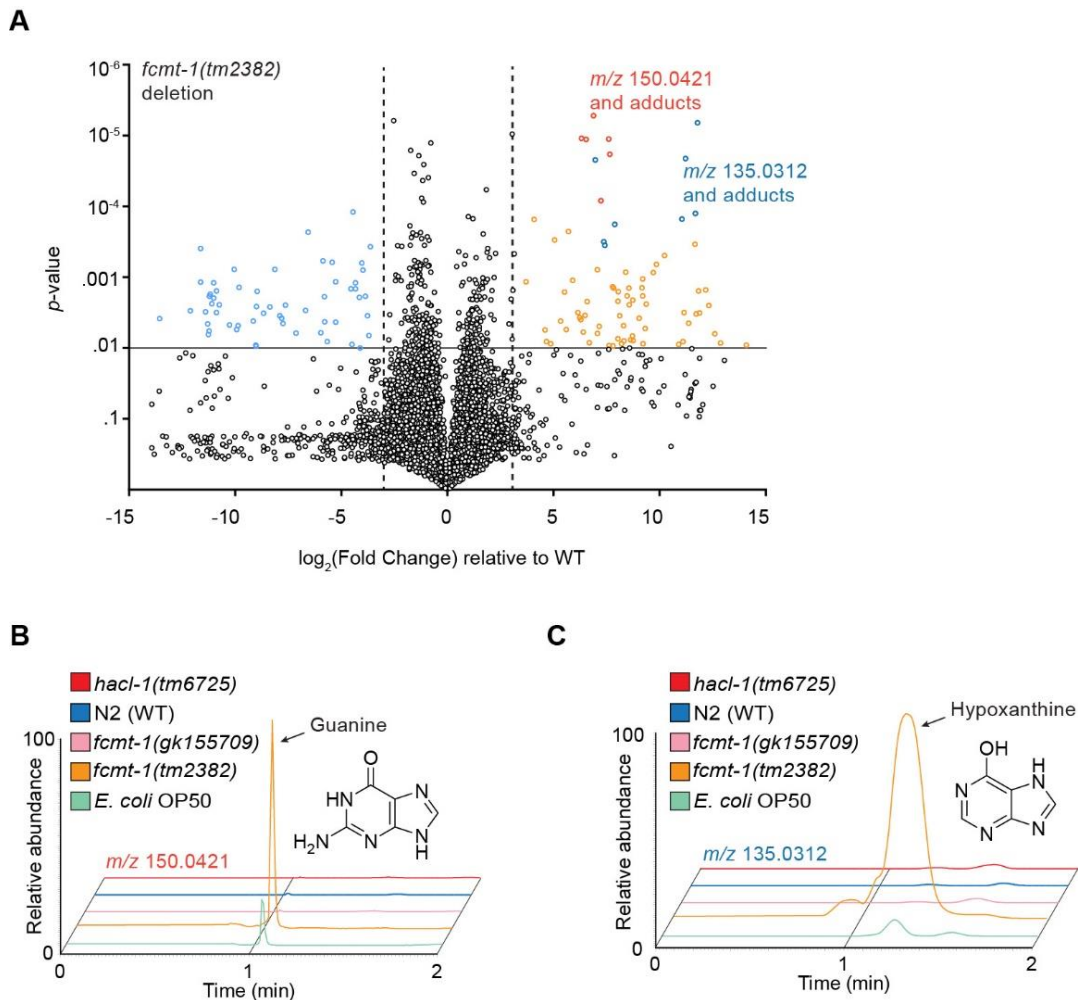 A
fcmt-1(tm2382)
deletion
m/z 150.0421
and adducts
m/z 135.0312
and adducts
10-6
10-5
10-4
.001
.01
.1
p-value
-15
-10
-5
0
5
10
15
log2(Fold Change) relative to WT
B
hacl-1(tm6725)
N2 (WT)
fcmt-1(gk155709)
fcmt-1(tm2382)
E. coli OP50
Guanine
O
HN
N
H2N
N
N
H
m/z 150.0421
100
0
Relative abundance
0
1
2
Time (min)
C
hacl-1(tm6725)
N2 (WT)
fcmt-1(gk155709)
fcmt-1(tm2382)
E. coli OP50
Hypoxanthine
OH
H
N
N
N
N
m/z 135.0312
100
0
Relative abundance
0
1
2
Time (min)